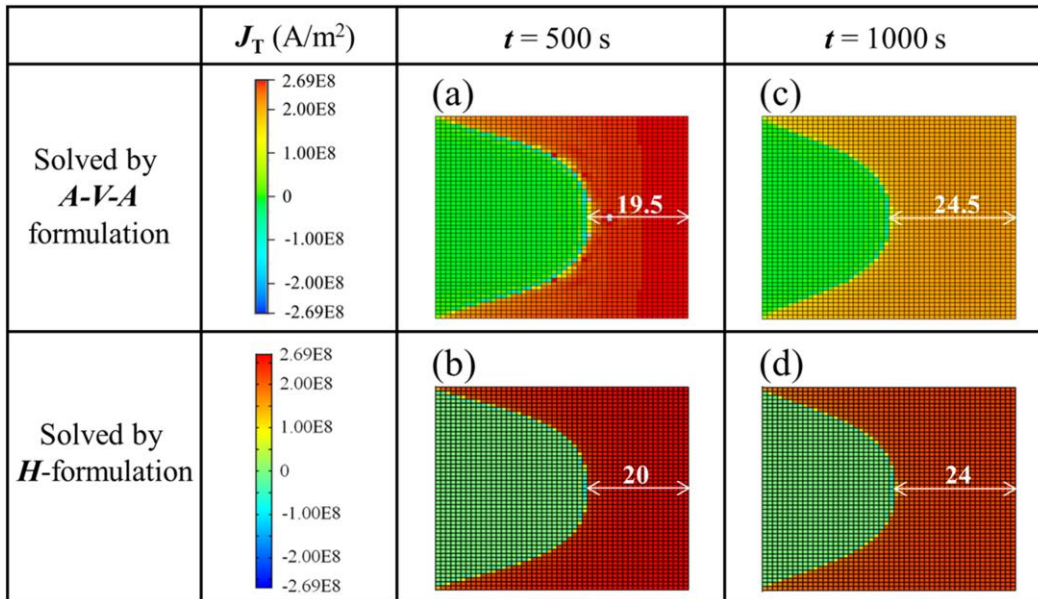 J_T (A/m²)
t = 500 s
t = 1000 s
Solved by
A-V-A
formulation
2.69E8
2.00E8
1.00E8
0
-1.00E8
-2.00E8
-2.69E8
(a)
19.5
(c)
24.5
Solved by
H-formulation
2.69E8
2.00E8
1.00E8
0
-1.00E8
-2.00E8
-2.69E8
(b)
20
(d)
24